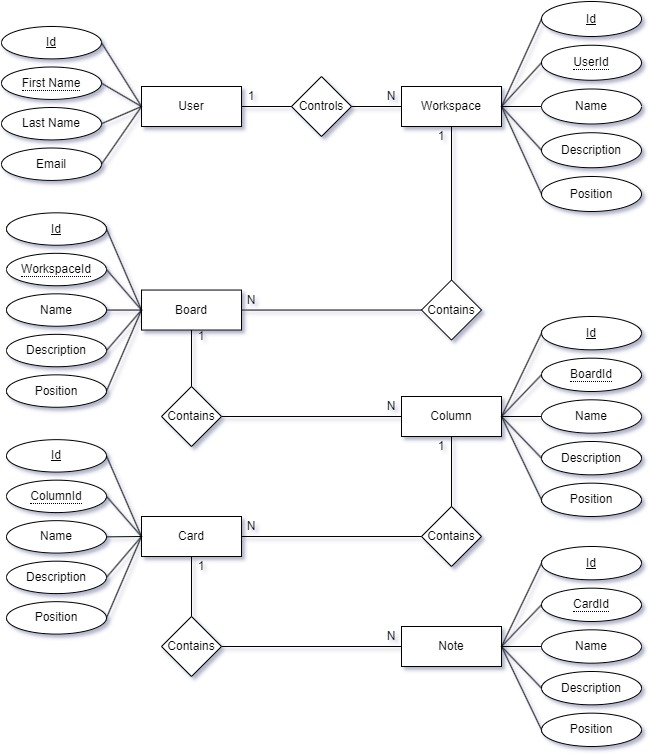 Id
First Name
Last Name
Email
User
1
Controls
N
Workspace
Id
UserId
Name
Description
Position
1
Contains
Id
WorkspaceId
Name
Description
Position
Board
N
1
Contains
N
Column
Id
BoardId
Name
Description
Position
1
Contains
Id
ColumnId
Name
Description
Position
Card
N
1
Contains
N
Note
Id
CardId
Name
Description
Position